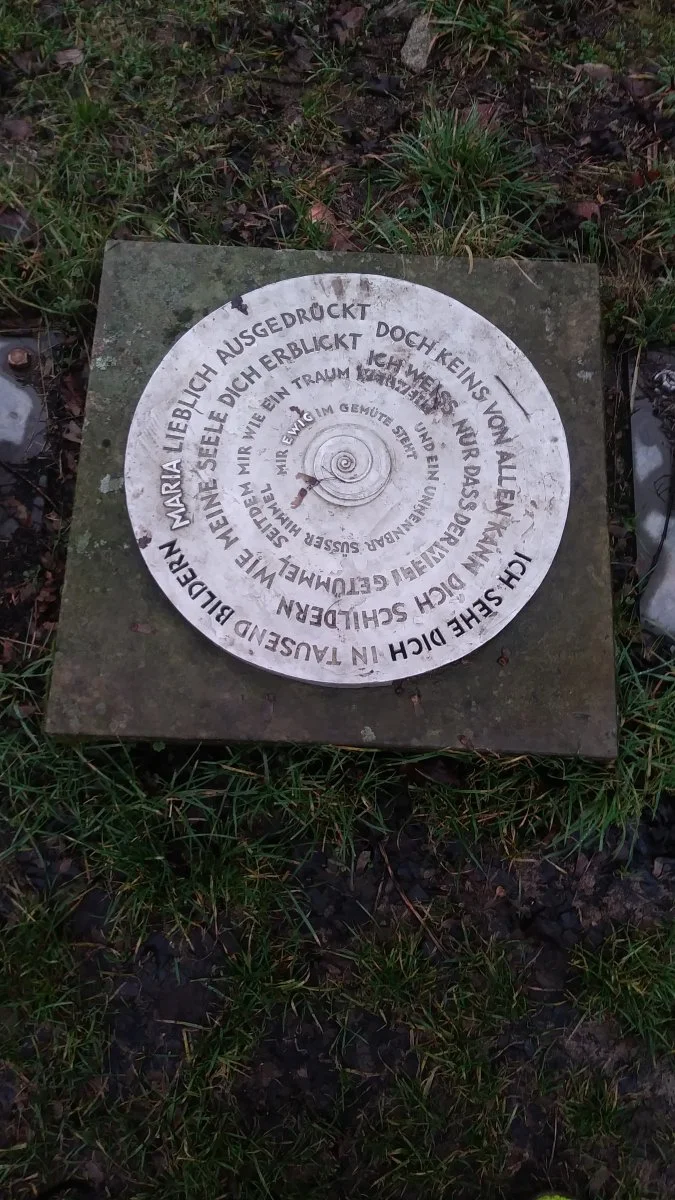 ICH SEHE DICH IN TAUSEND BILDERN
MARIA LIEBLICH AUSGEDRÜCKT
DOCH KEINS VON ALLEN KANN DICH SCHILDERN
WIE MEINE SEELE DICH ERBLICKT
ICH WEISS NUR DASS DER WELT GETÜMMEL
SEITDEM MIR WIE EIN TRAUM
UND EIN UNNENNBAR SÜSSER HIMMEL
MIR EWIG IM GEMÜTE STEHT